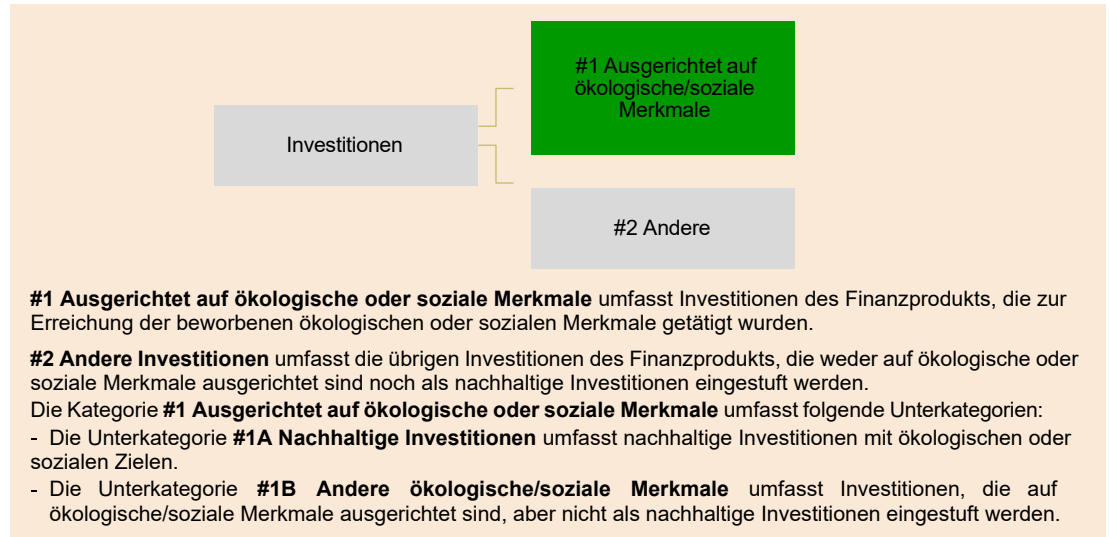 #1 Ausgerichtet auf
ökologische/soziale
Merkmale
Investitionen
#2 Andere
#1 Ausgerichtet auf ökologische oder soziale Merkmale umfasst Investitionen des Finanzprodukts, die zur
Erreichung der beworbenen ökologischen oder sozialen Merkmale getätigt wurden.
#2 Andere Investitionen umfasst die übrigen Investitionen des Finanzprodukts, die weder auf ökologische oder
soziale Merkmale ausgerichtet sind noch als nachhaltige Investitionen eingestuft werden.
Die Kategorie #1 Ausgerichtet auf ökologische oder soziale Merkmale umfasst folgende Unterkategorien:
- Die Unterkategorie #1A Nachhaltige Investitionen umfasst nachhaltige Investitionen mit ökologischen oder
sozialen Zielen.
- Die Unterkategorie #1B Andere ökologische/soziale Merkmale umfasst Investitionen, die auf
ökologische/soziale Merkmale ausgerichtet sind, aber nicht als nachhaltige Investitionen eingestuft werden.